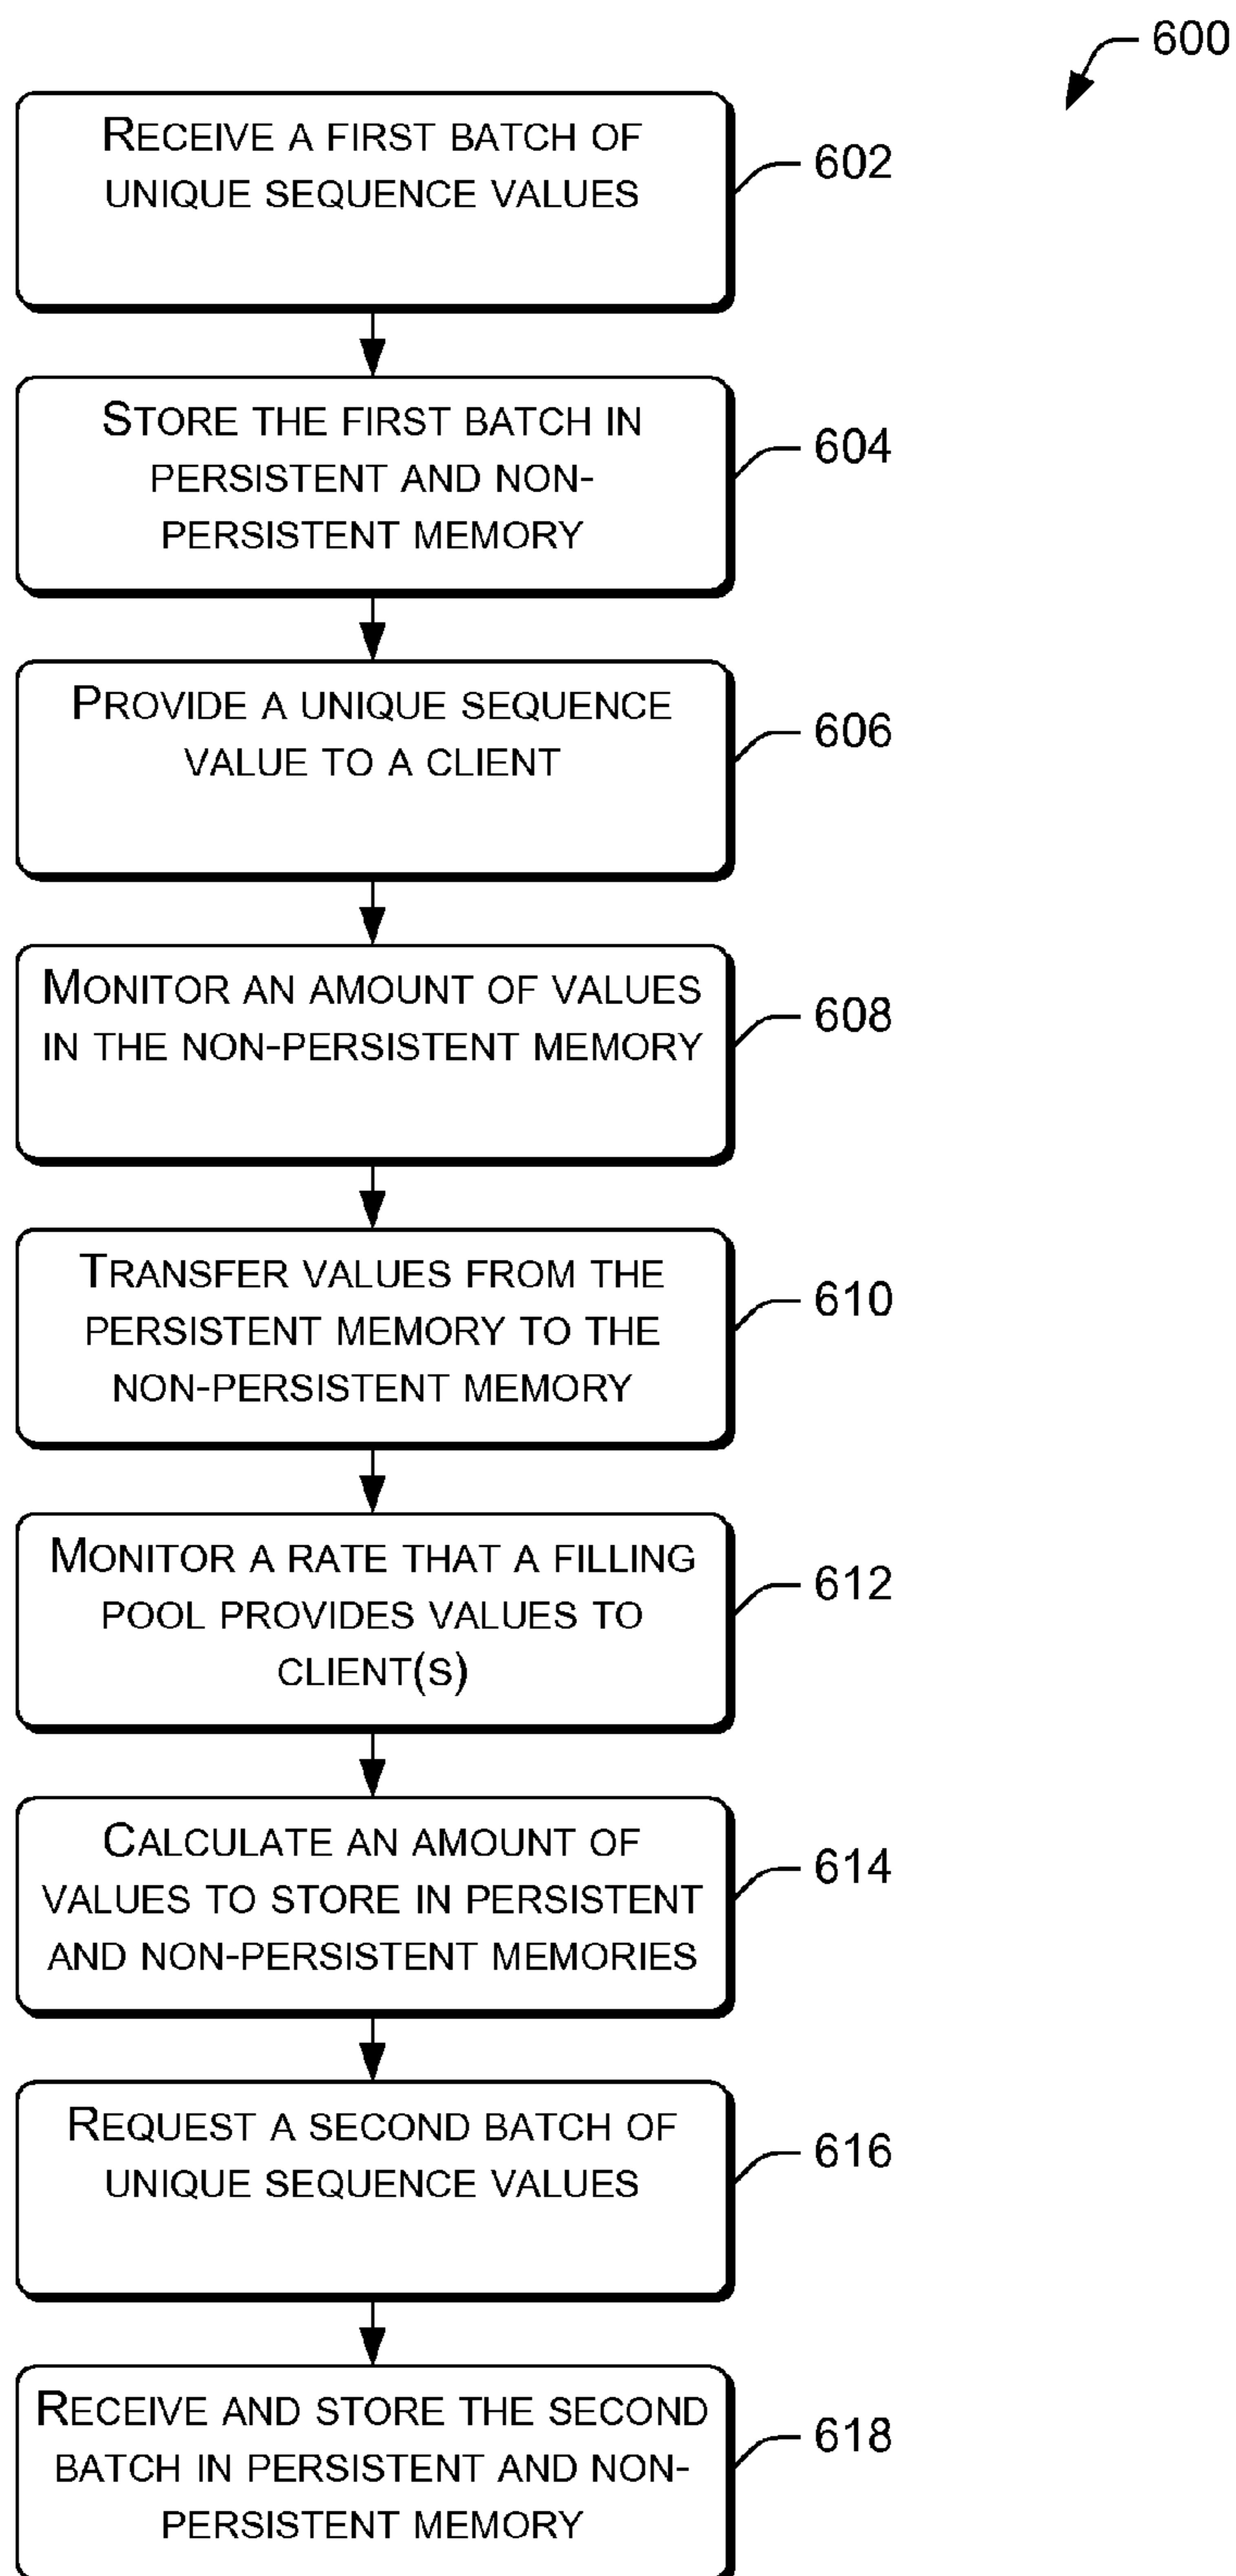 600
RECEIVE A FIRST BATCH OF
UNIQUE SEQUENCE VALUES
602
STORE THE FIRST BATCH IN
PERSISTENT AND NON-
PERSISTENT MEMORY
604
PROVIDE A UNIQUE SEQUENCE
VALUE TO A CLIENT
606
MONITOR AN AMOUNT OF VALUES
IN THE NON-PERSISTENT MEMORY
608
TRANSFER VALUES FROM THE
PERSISTENT MEMORY TO THE
NON-PERSISTENT MEMORY
610
MONITOR A RATE THAT A FILLING
POOL PROVIDES VALUES TO
CLIENT(S)
612
CALCULATE AN AMOUNT OF
VALUES TO STORE IN PERSISTENT
AND NON-PERSISTENT MEMORIES
614
REQUEST A SECOND BATCH OF
UNIQUE SEQUENCE VALUES
616
RECEIVE AND STORE THE SECOND
BATCH IN PERSISTENT AND NON-
PERSISTENT MEMORY
618